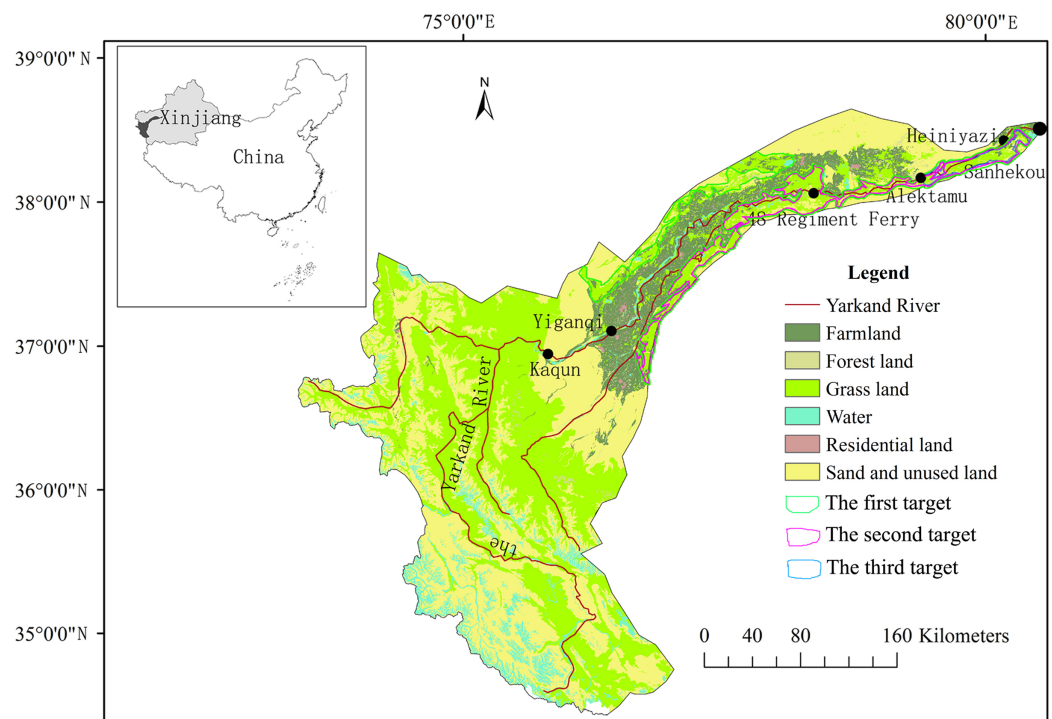 75°0'0"E
80°0'0"E
39°0'0"N
38°0'0"N
37°0'0"N
36°0'0"N
35°0'0"N
Xinjiang
China
N
Heiniyazi
Sanhekou
Alektamu
48 Regiment Ferry
Yiganqi
Kaqun
the Yarkand River
Legend
Yarkand River
Farmland
Forest land
Grass land
Water
Residential land
Sand and unused land
The first target
The second target
The third target
0 40 80 160 Kilometers